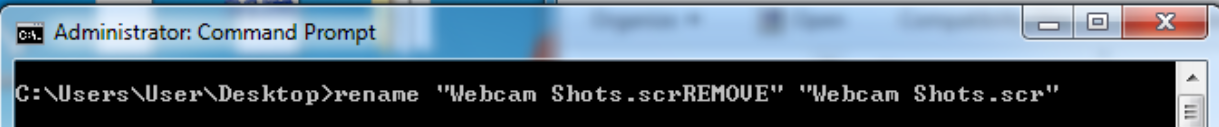 Administrator: Command Prompt
C:\Users\User\Desktop>rename "Webcam Shots.scrREMOVE" "Webcam Shots.scr"